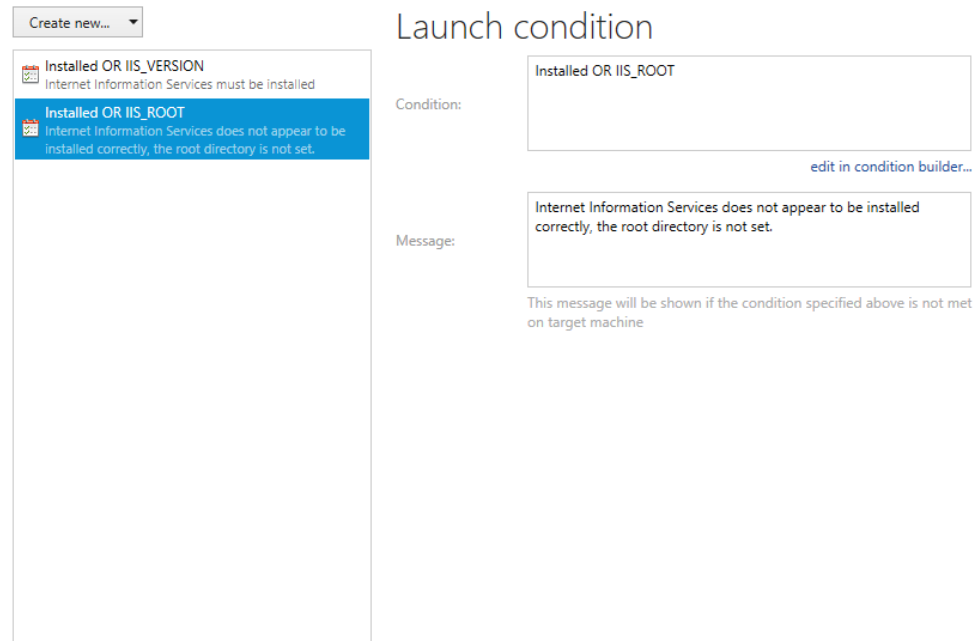 Create new...
Installed OR IIS_VERSION
Internet Information Services must be installed
Installed OR IIS_ROOT
Internet Information Services does not appear to be
installed correctly, the root directory is not set.
Launch condition
Condition:
Installed OR IIS_ROOT
edit in condition builder...
Message:
Internet Information Services does not appear to be installed
correctly, the root directory is not set.
This message will be shown if the condition specified above is not met
on target machine